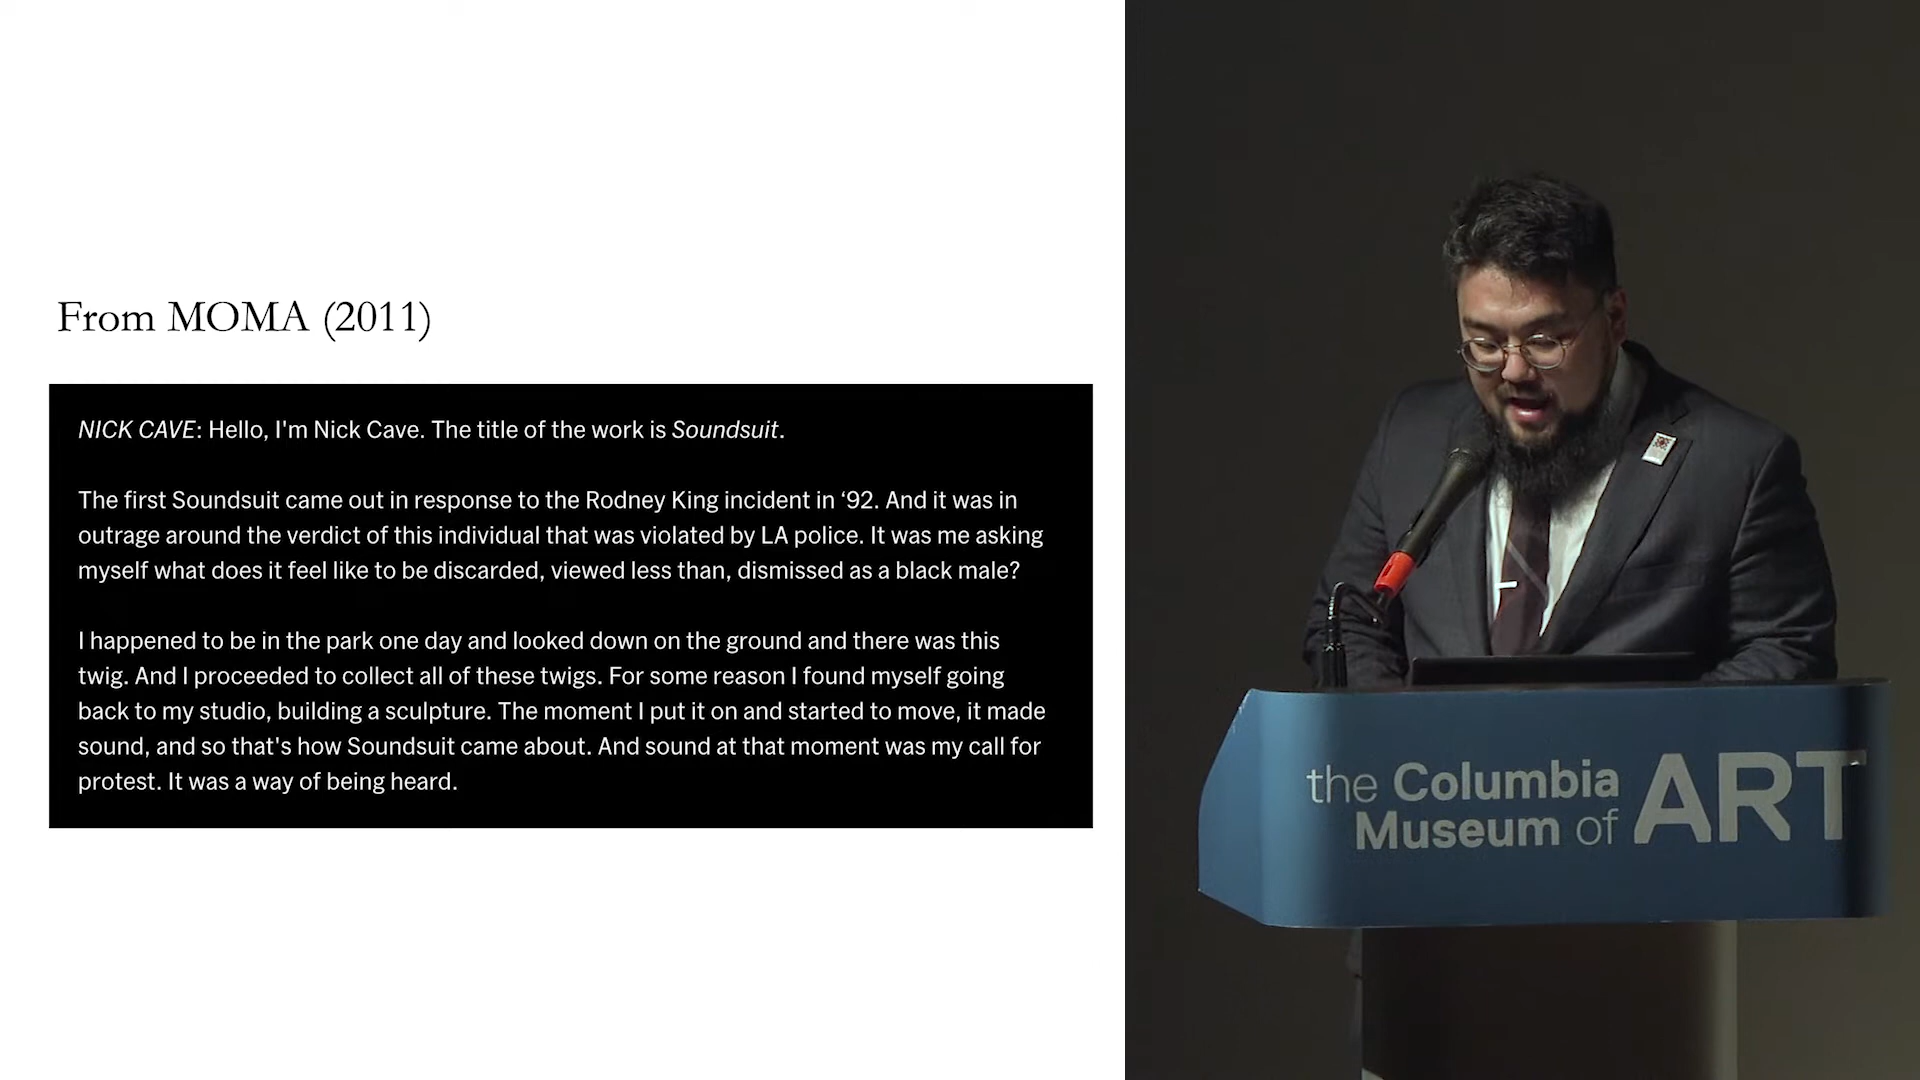 From MOMA (2011)
NICK CAVE: Hello, I'm Nick Cave. The title of the work is Soundsuit.
The first Soundsuit came out in response to the Rodney King incident in ‘92. And it was in
outrage around the verdict of this individual that was violated by LA police. It was me asking
myself what does it feel like to be discarded, viewed less than, dismissed as a black male?
I happened to be in the park one day and looked down on the ground and there was this
twig. And I proceeded to collect all of these twigs. For some reason I found myself going
back to my studio, building a sculpture. The moment I put it on and started to move, it made
sound, and so that's how Soundsuit came about. And sound at that moment was my call for
protest. It was a way of being heard.
the Columbia
Museum of ART